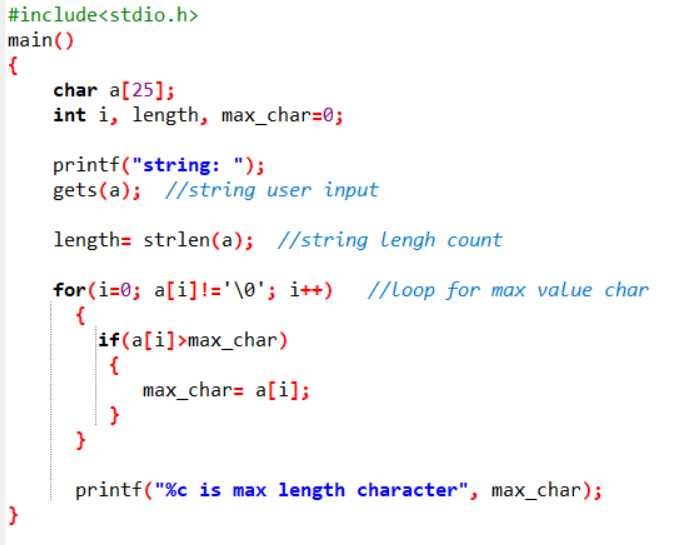 #include<stdio.h>
main()
{
char a[25];
int i, length, max_char=0;
printf("string: ");
gets(a);  //string user input
length= strlen(a);  //string lengh count
for(i=0; a[i]!='\0'; i++)   //loop for max value char
{
if(a[i]>max_char)
{
max_char= a[i];
}
}
printf("%c is max length character", max_char);
}